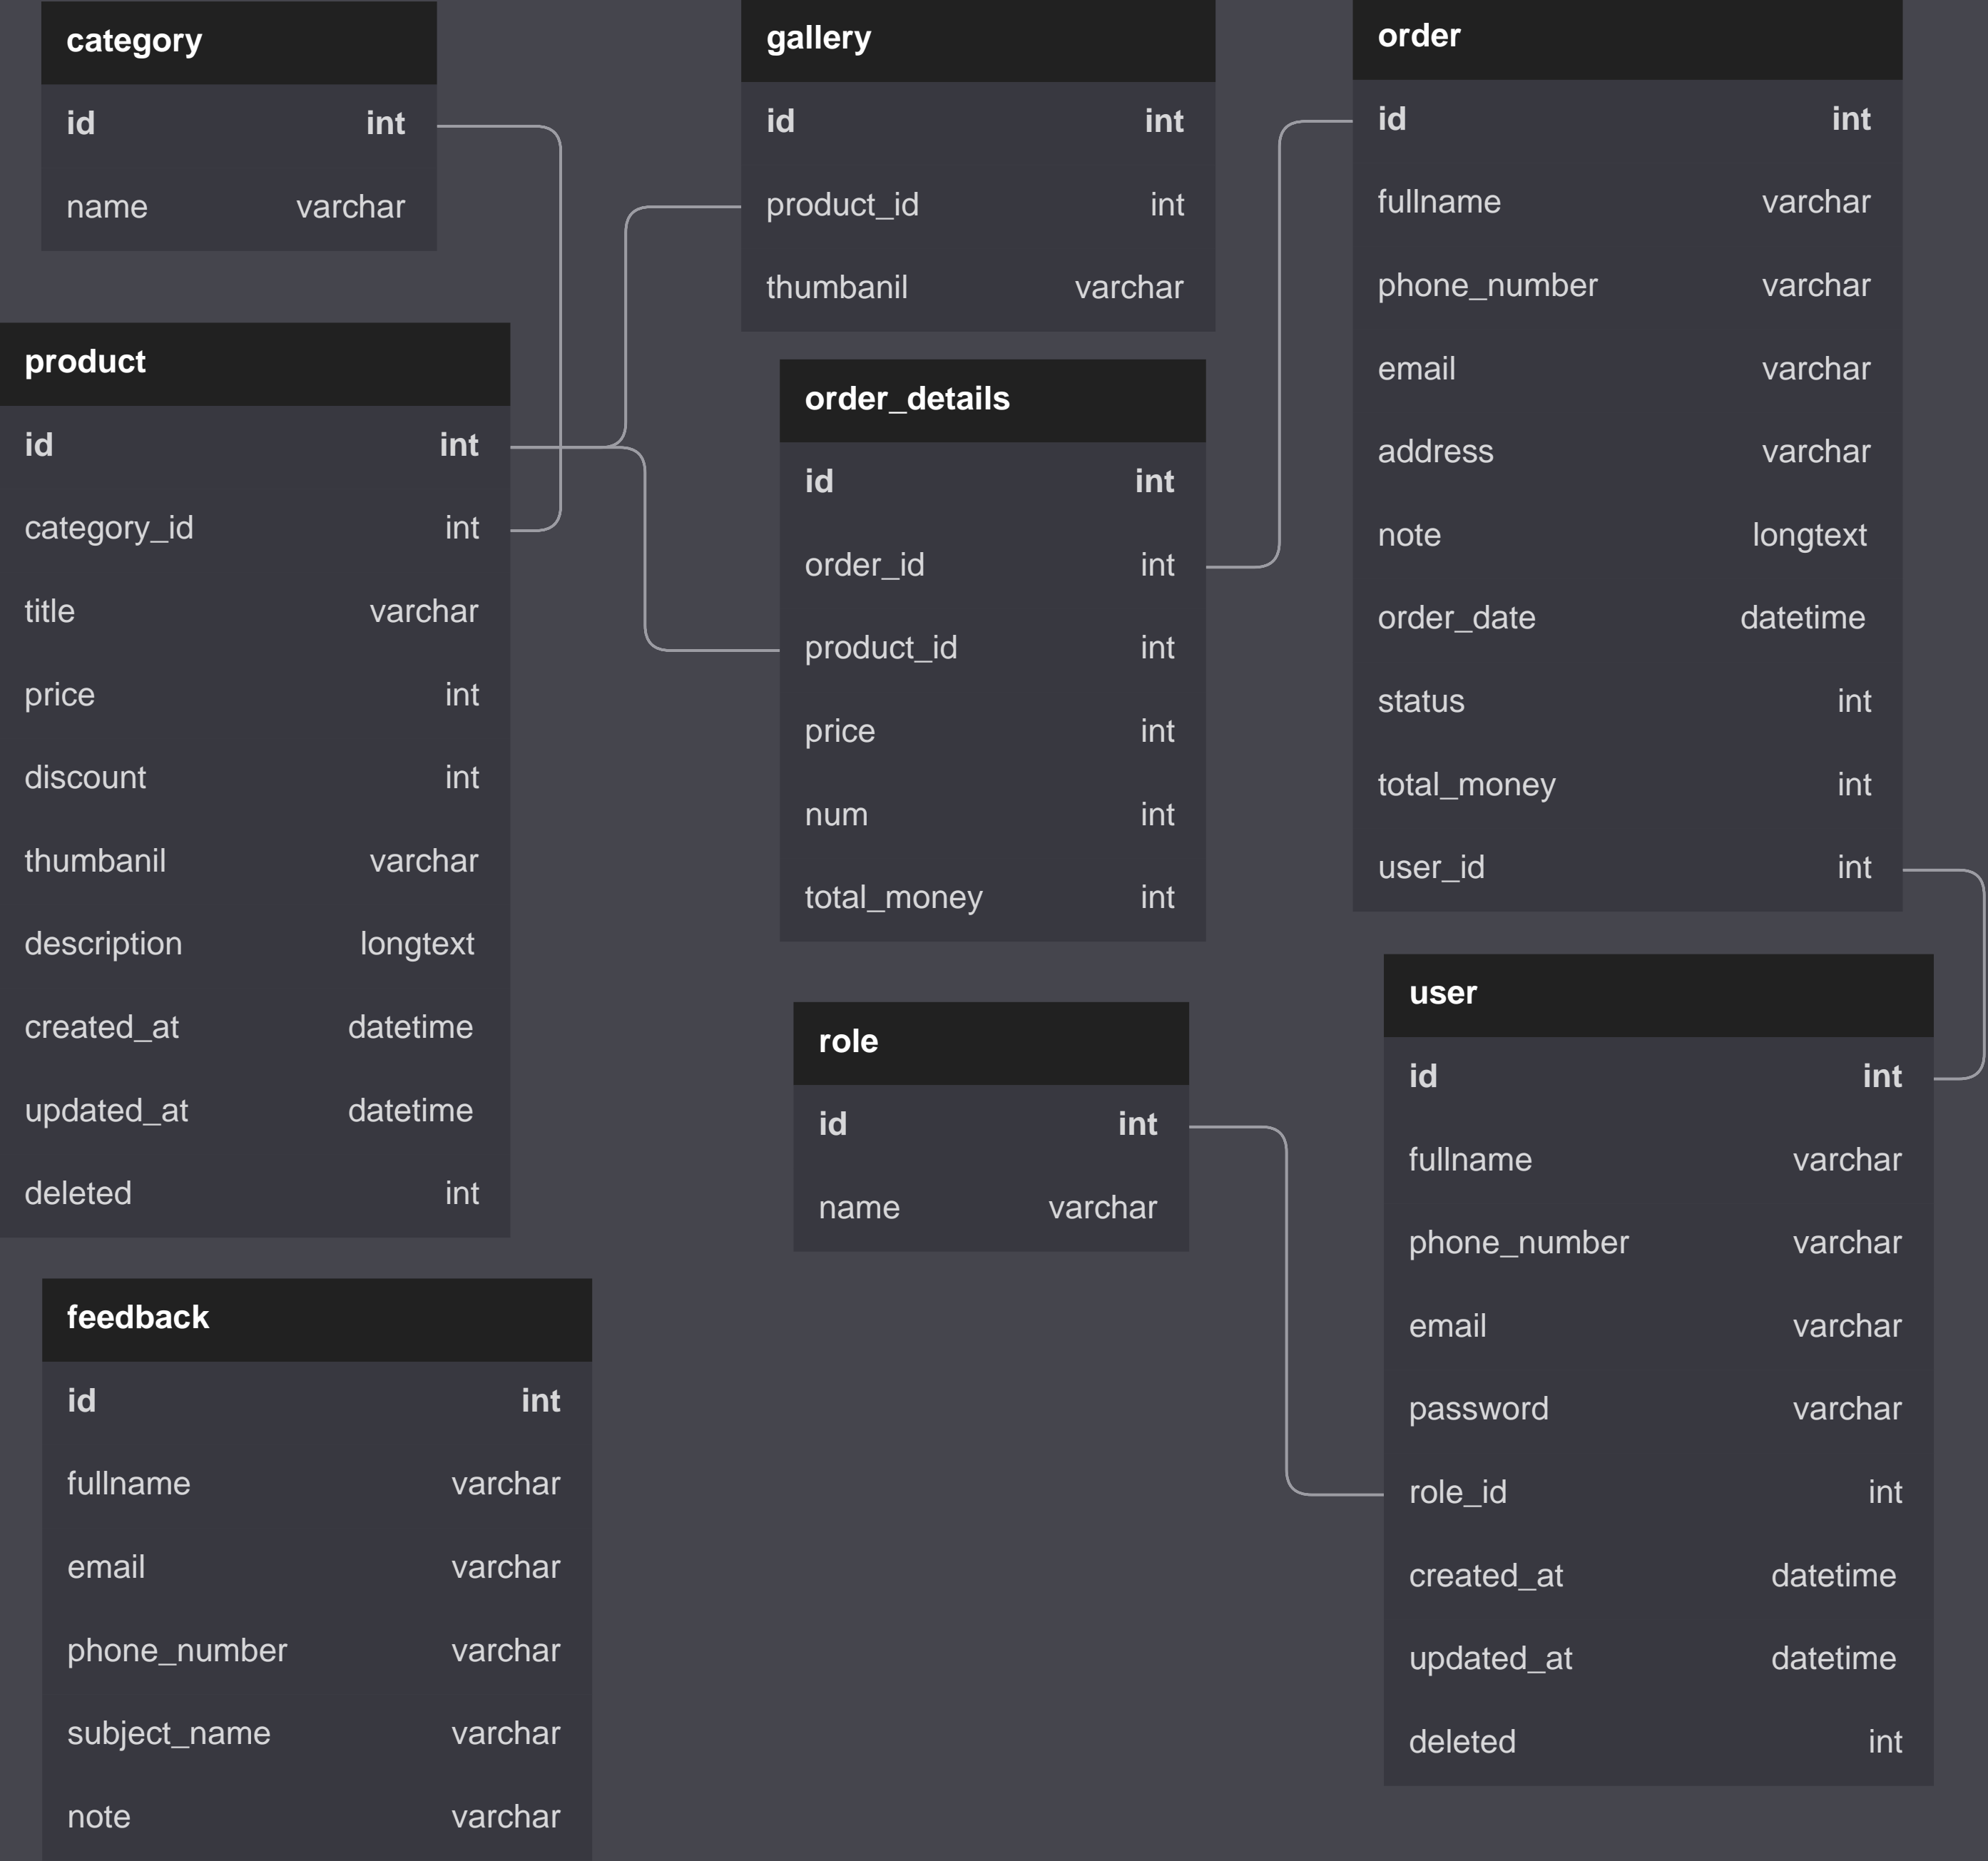 category
id int
name varchar
product
id int
category_id int
title varchar
price int
discount int
thumbanil varchar
description longtext
created_at datetime
updated_at datetime
deleted int
feedback
id int
fullname varchar
email varchar
phone_number varchar
subject_name varchar
note varchar
gallery
id int
product_id int
thumbanil varchar
order_details
id int
order_id int
product_id int
price int
num int
total_money int
role
id int
name varchar
order
id int
fullname varchar
phone_number varchar
email varchar
address varchar
note longtext
order_date datetime
status int
total_money int
user_id int
user
id int
fullname varchar
phone_number varchar
email varchar
password varchar
role_id int
created_at datetime
updated_at datetime
deleted int